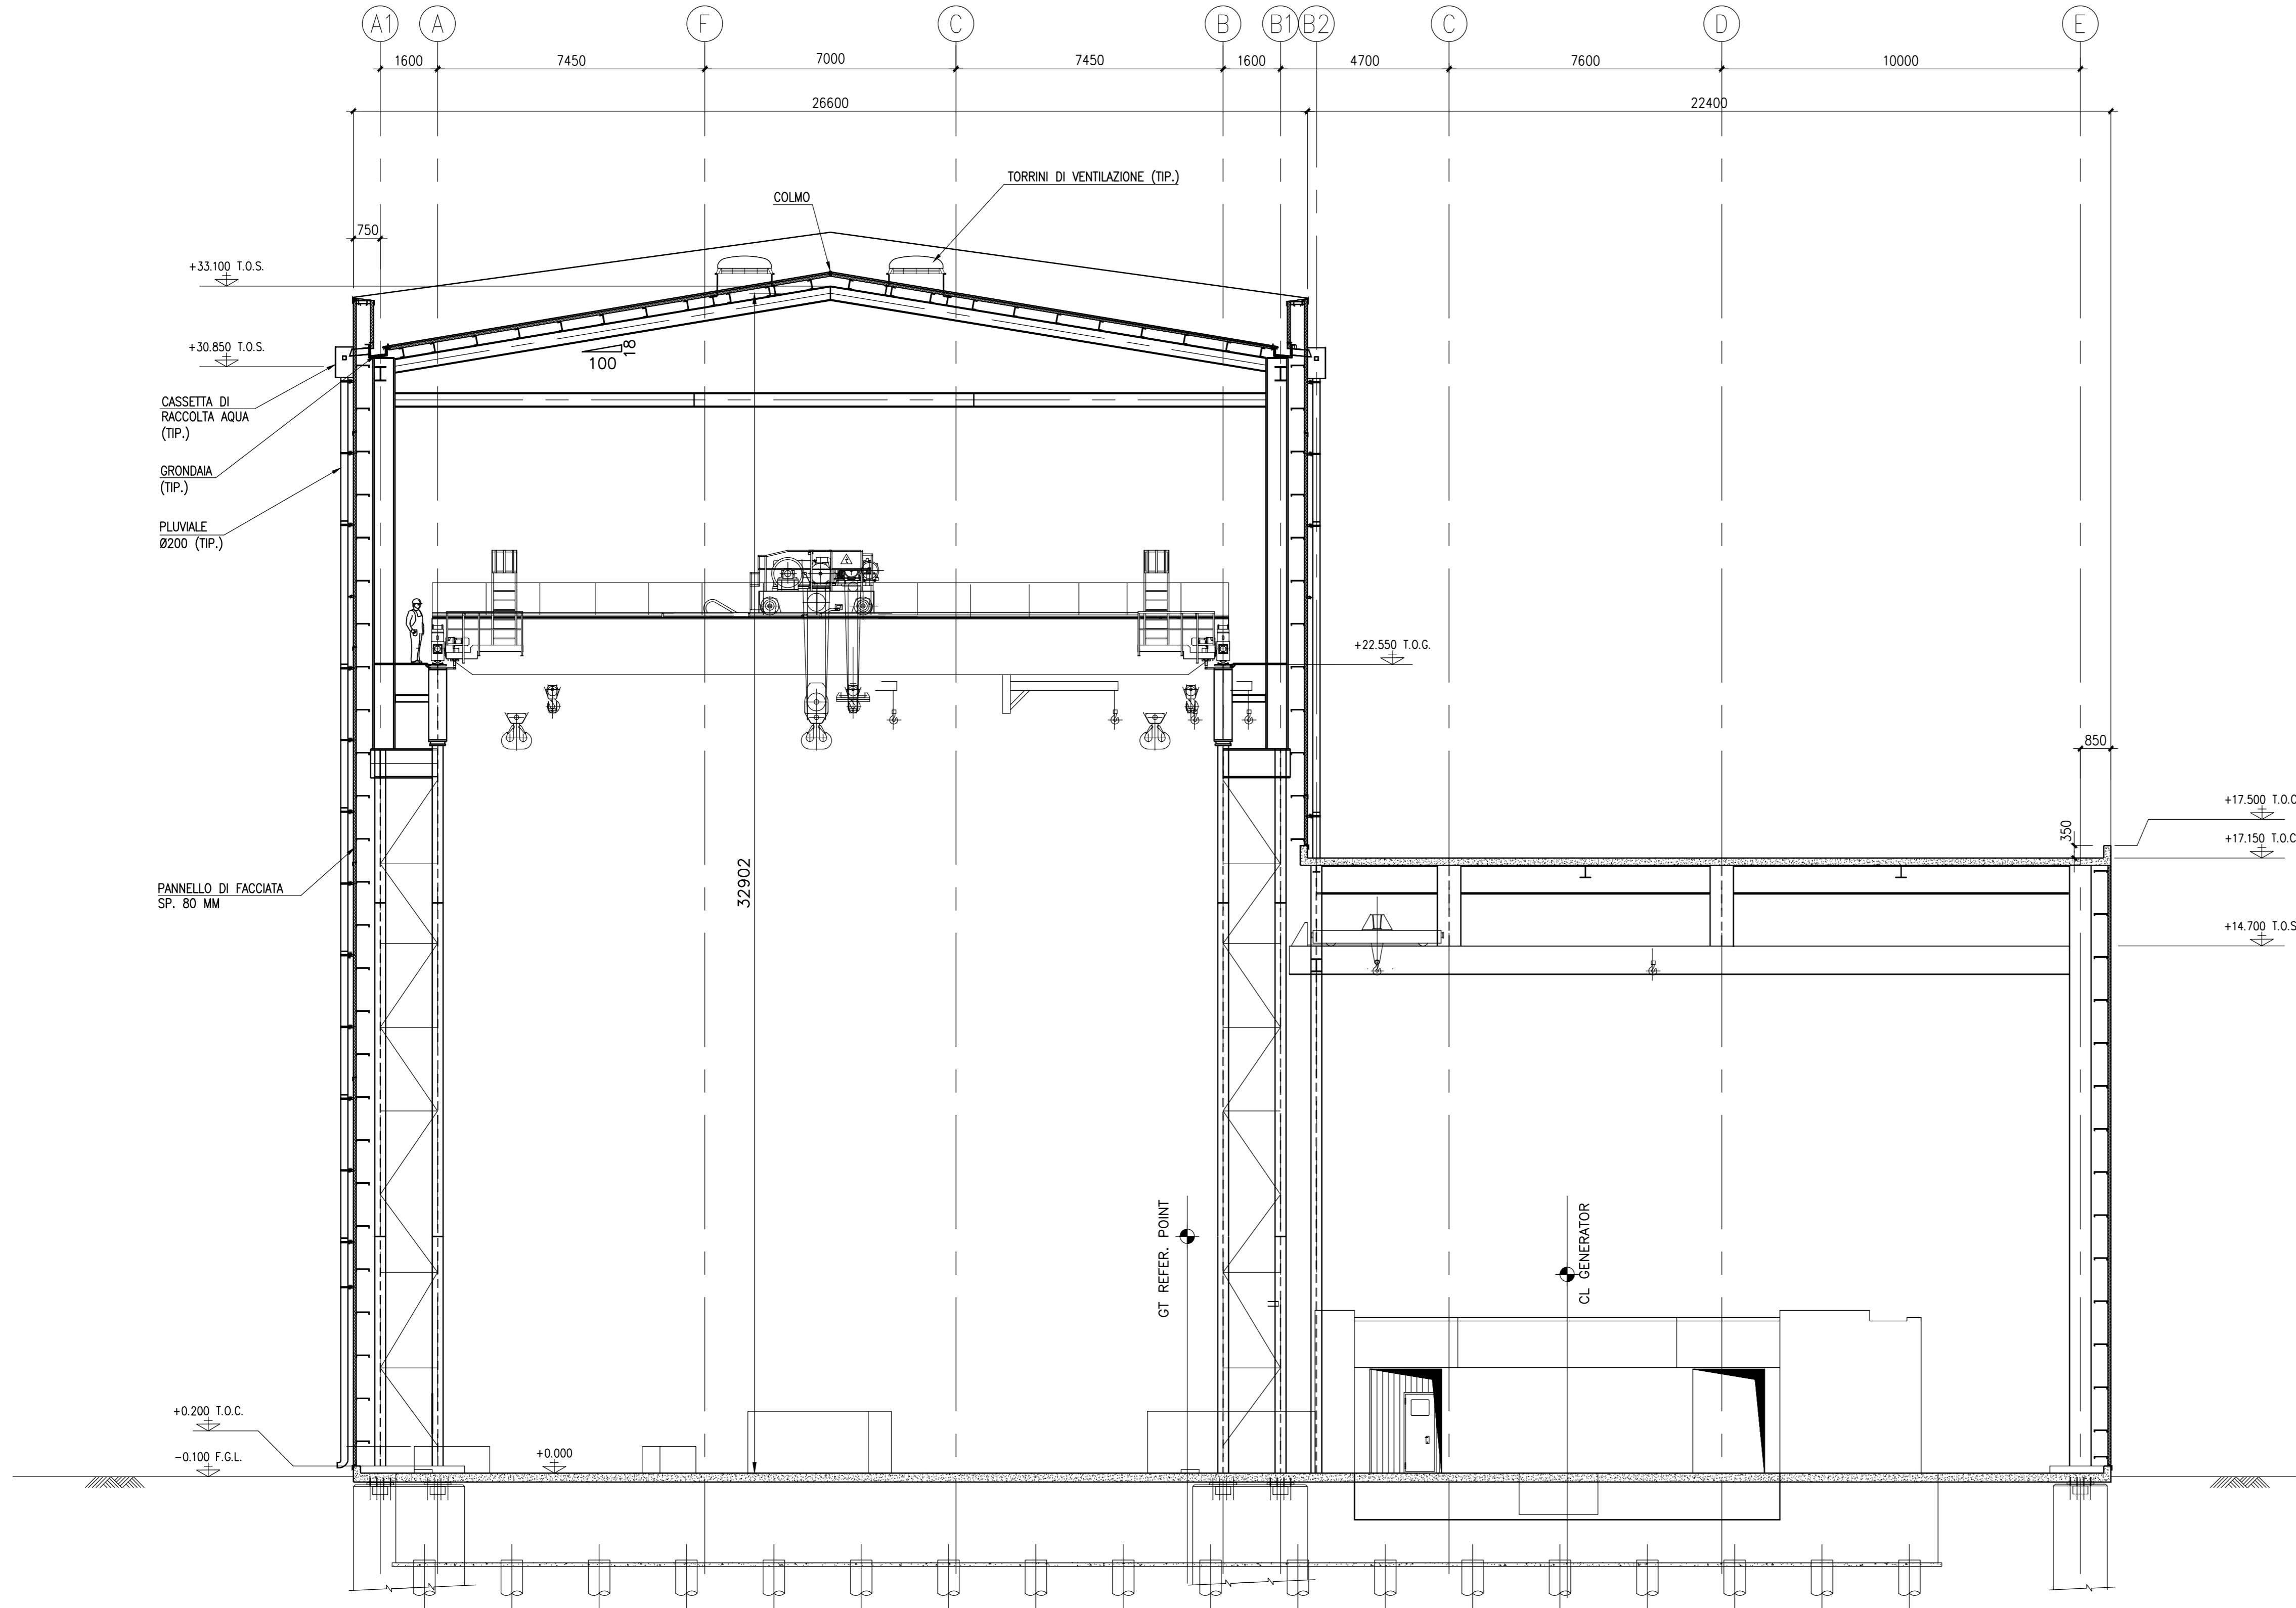 A1 A F C B B1 B2 C D E
1600 7450 7000 7450 1600 4700 7600 10000
26600 22400
TORRINI DI VENTILAZIONE (TIP.)
COLMO
750
+33.100 T.O.S.
+30.850 T.O.S.
18
100
CASSETTA DI
RACCOLTA AQUA
(TIP.)
GRONDAIA
(TIP.)
PLUVIALE
Ø200 (TIP.)
+22.550 T.O.G.
850
+17.500 T.O.C
350
+17.150 T.O.C
32902
PANNELLO DI FACCIATA
SP. 80 MM
+14.700 T.O.S
GT REFER. POINT
CL GENERATOR
+0.200 T.O.C.
+0.000
-0.100 F.G.L.